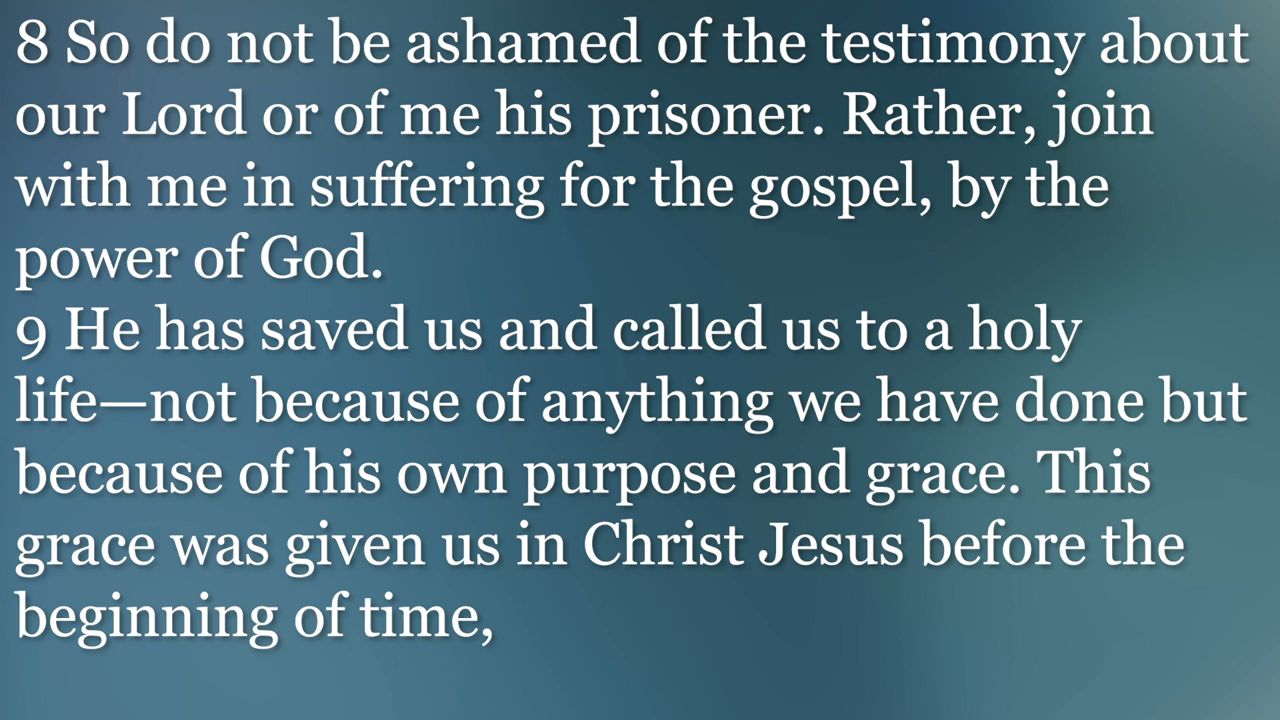 8 So do not be ashamed of the testimony about
our Lord or of me his prisoner. Rather, join
with me in suffering for the gospel, by the
power of God.
9 He has saved us and called us to a holy
life—not because of anything we have done but
because of his own purpose and grace. This
grace was given us in Christ Jesus before the
beginning of time,